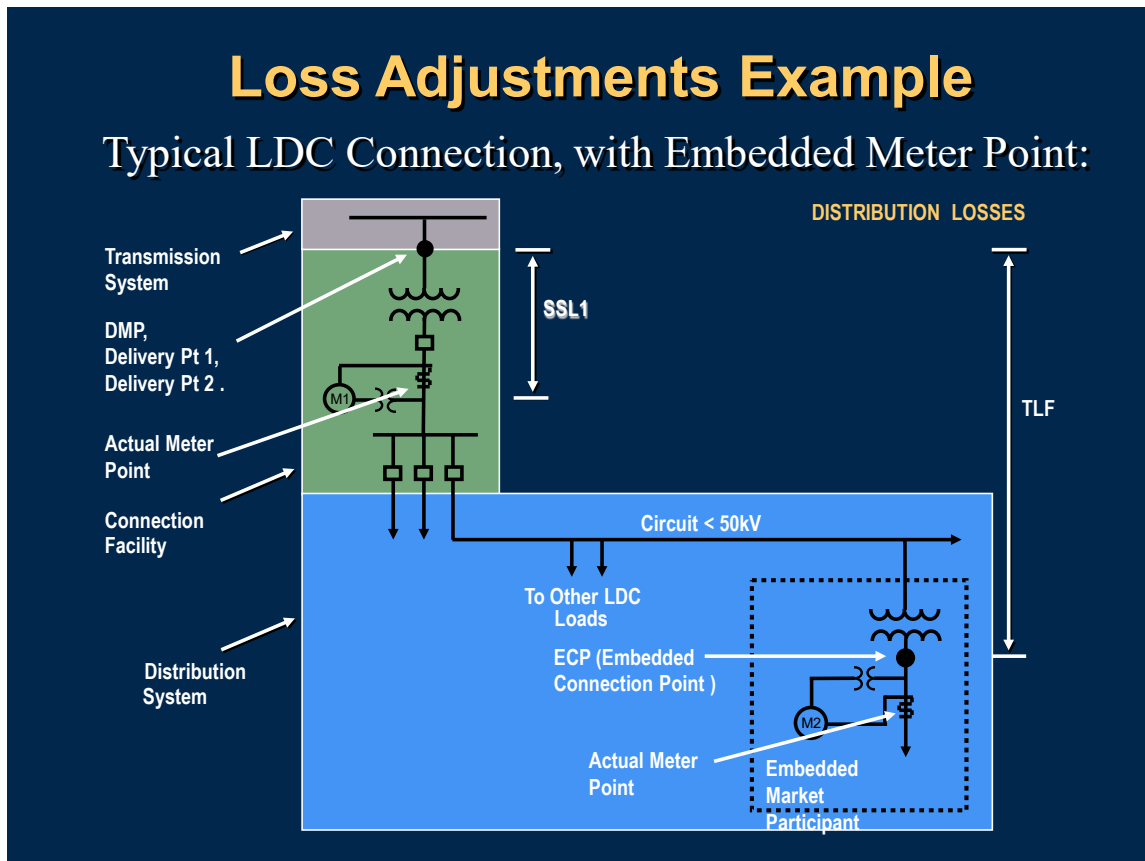 Loss Adjustments Example
Typical LDC Connection, with Embedded Meter Point:
DISTRIBUTION LOSSES
Transmission
System
SSL1
DMP,
Delivery Pt 1,
Delivery Pt 2 .
M1
TLF
Actual Meter
Point
Connection
Facility
Circuit < 50kV
To Other LDC
Loads
ECP (Embedded
Connection Point )
Distribution
System
M2
Actual Meter
Point
Embedded
Market
Participant